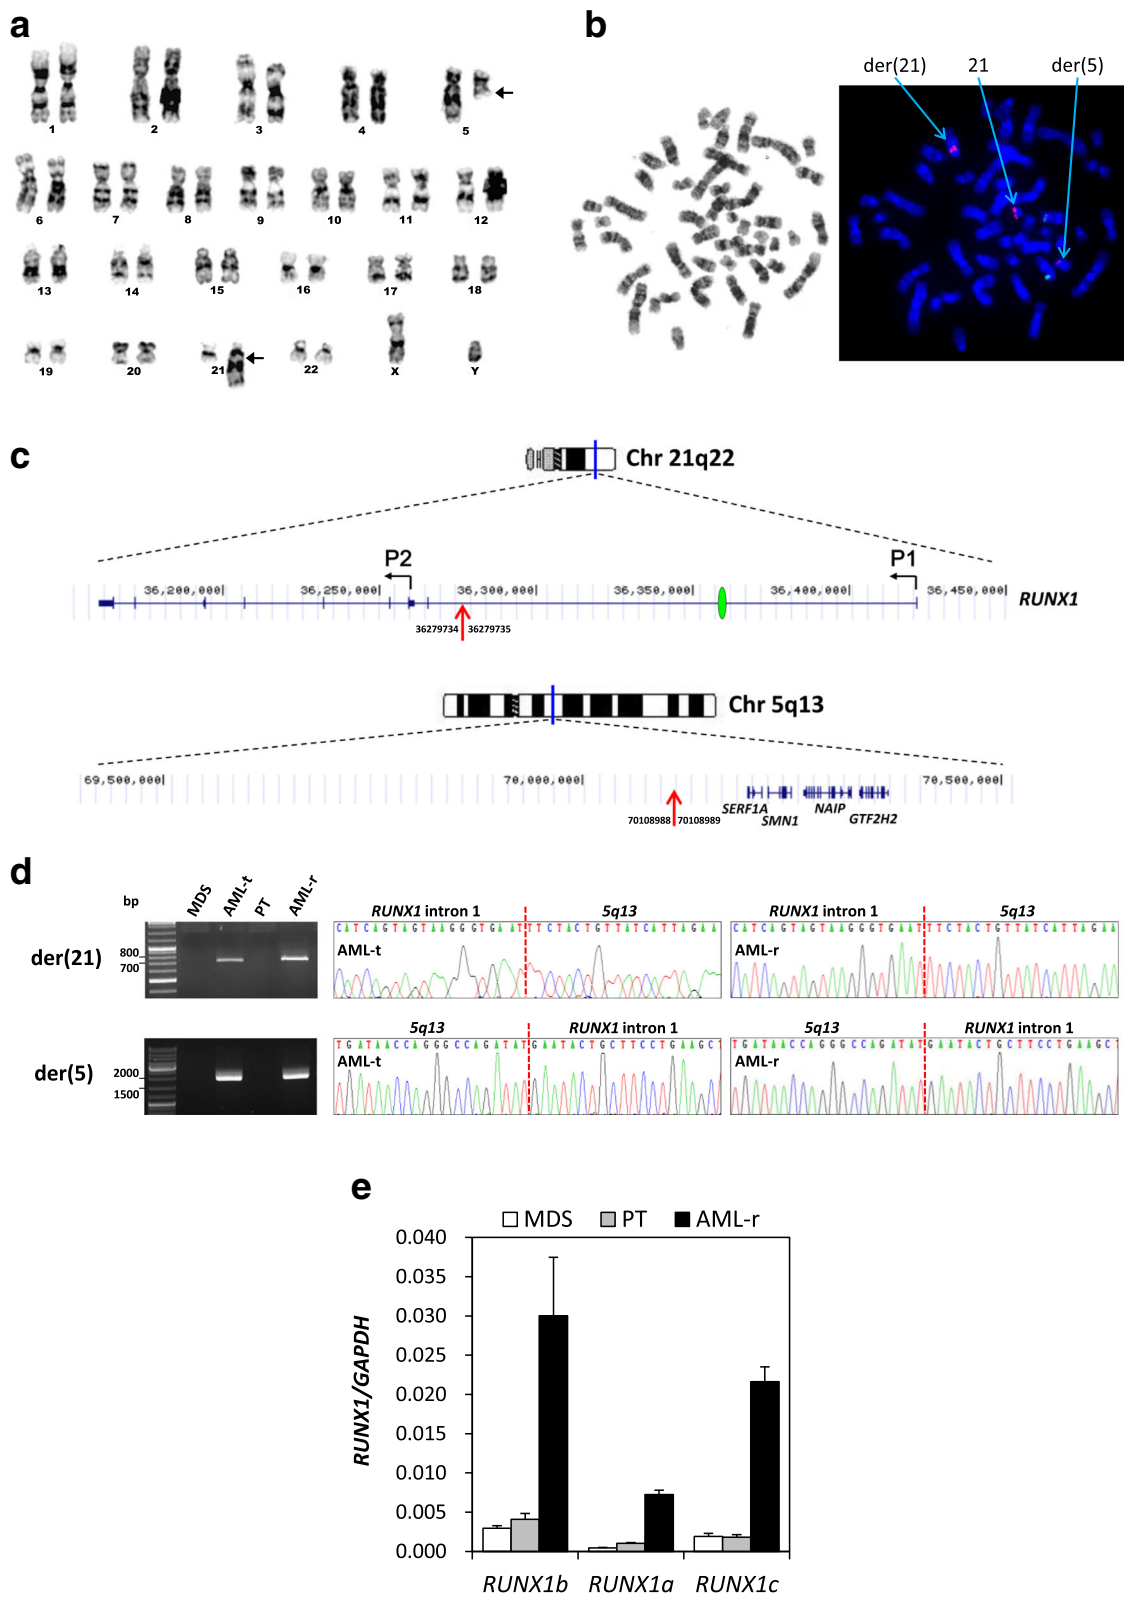 a
1 2 3 4 5
6 7 8 9 10 11 12
13 14 15 16 17 18
19 20 21 22 X Y
b
der(21) 21 der(5)
c
Chr 21q22
P2 P1
36,200,000| 36,250,000| 36,300,000| 36,350,000| 36,400,000| 36,450,000|
RUNX1
36279734 36279735
Chr 5q13
69,500,000| 70,000,000| 70,500,000|
SERF1A SMN1 NAIP GTF2H2
70108988 70108989
d
bp MDS AML-t PT AML-r
der(21)
800
700
RUNX1 intron 1 5q13
CATCAGTAGTAAGGGTGAATTTCTACTGTTATCATTAGAA
AML-t
RUNX1 intron 1 5q13
CATCAGTAGTAAGGGTGAATTTCTACTGTTATCATTAGAA
AML-r
der(5)
2000
1500
5q13 RUNX1 intron 1
TGATAACCAGGGCCAGATATGAATACTGCTTCCTGAAGCT
AML-t
5q13 RUNX1 intron 1
TGATAACCAGGGCCAGATATGAATACTGCTTCCTGAAGCT
AML-r
e
MDS PT AML-r
RUNX1/GAPDH
0.040
0.035
0.030
0.025
0.020
0.015
0.010
0.005
0.000
RUNX1b RUNX1a RUNX1c